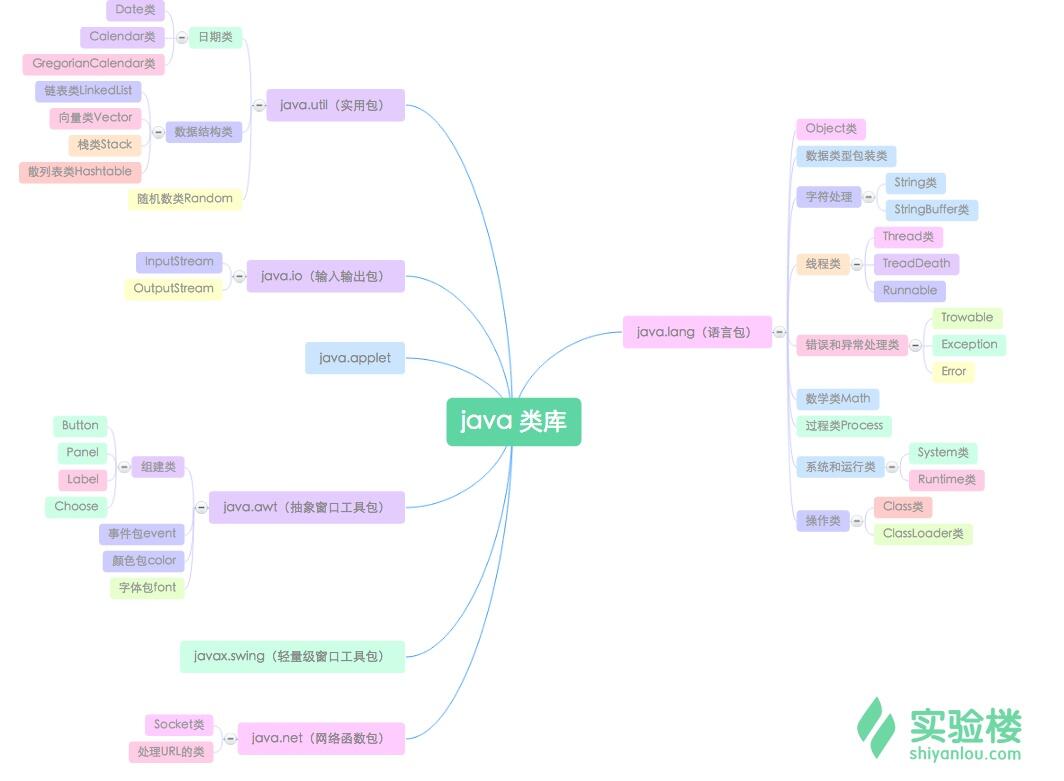 Date类
Calendar类
GregorianCalendar类
日期类
链表类LinkedList
向量类Vector
栈类Stack
散列表类Hashtable
数据结构类
随机数类Random
java.util（实用包）
InputStream
OutputStream
java.io（输入输出包）
java.applet
Button
Panel
Label
Choose
组建类
事件包event
颜色包color
字体包font
java.awt（抽象窗口工具包）
javax.swing（轻量级窗口工具包）
Socket类
处理URL的类
java.net（网络函数包）
java 类库
java.lang（语言包）
Object类
数据类型包装类
字符处理
String类
StringBuffer类
线程类
Thread类
TreadDeath
Runnable
错误和异常处理类
Trowable
Exception
Error
数学类Math
过程类Process
系统和运行类
System类
Runtime类
操作类
Class类
ClassLoader类
实验楼
shiyanlou.com